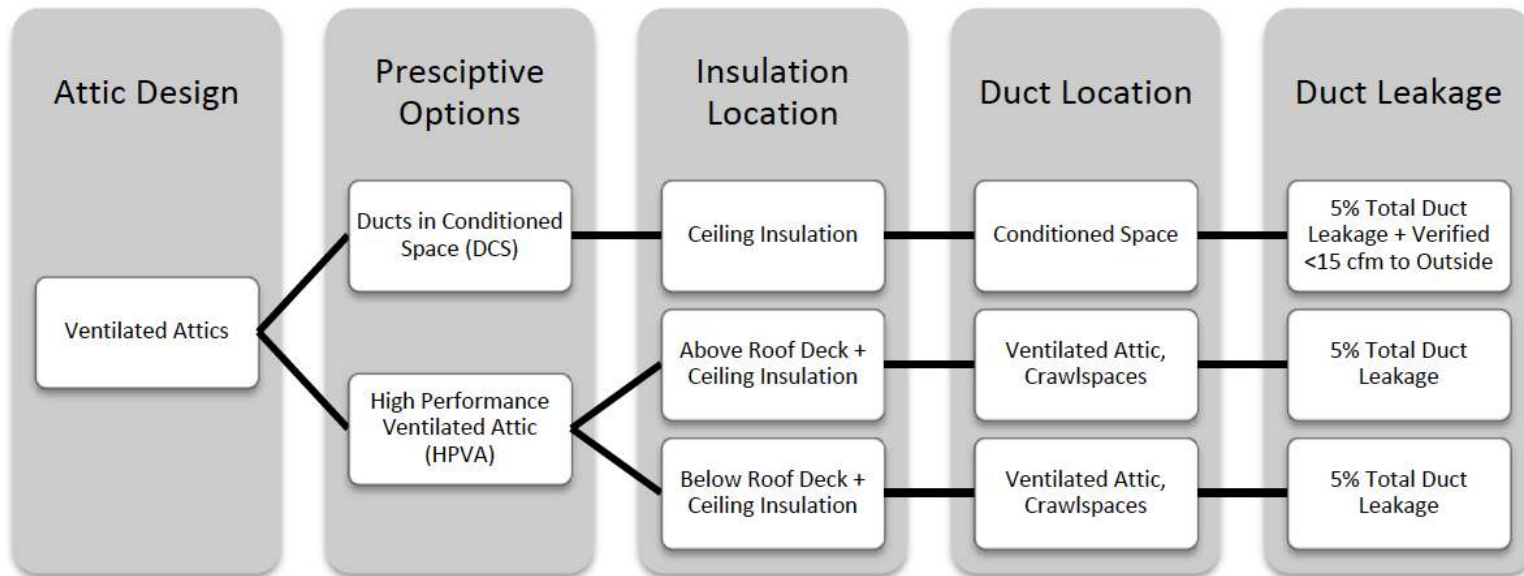 Attic Design
Presciptive
Options
Insulation
Location
Duct Location
Duct Leakage
Ventilated Attics
Ducts in Conditioned
Space (DCS)
Ceiling Insulation
Conditioned Space
5% Total Duct
Leakage + Verified
<15 cfm to Outside
High Performance
Ventilated Attic
(HPVA)
Above Roof Deck +
Ceiling Insulation
Ventilated Attic,
Crawlspaces
5% Total Duct
Leakage
Below Roof Deck +
Ceiling Insulation
Ventilated Attic,
Crawlspaces
5% Total Duct
Leakage